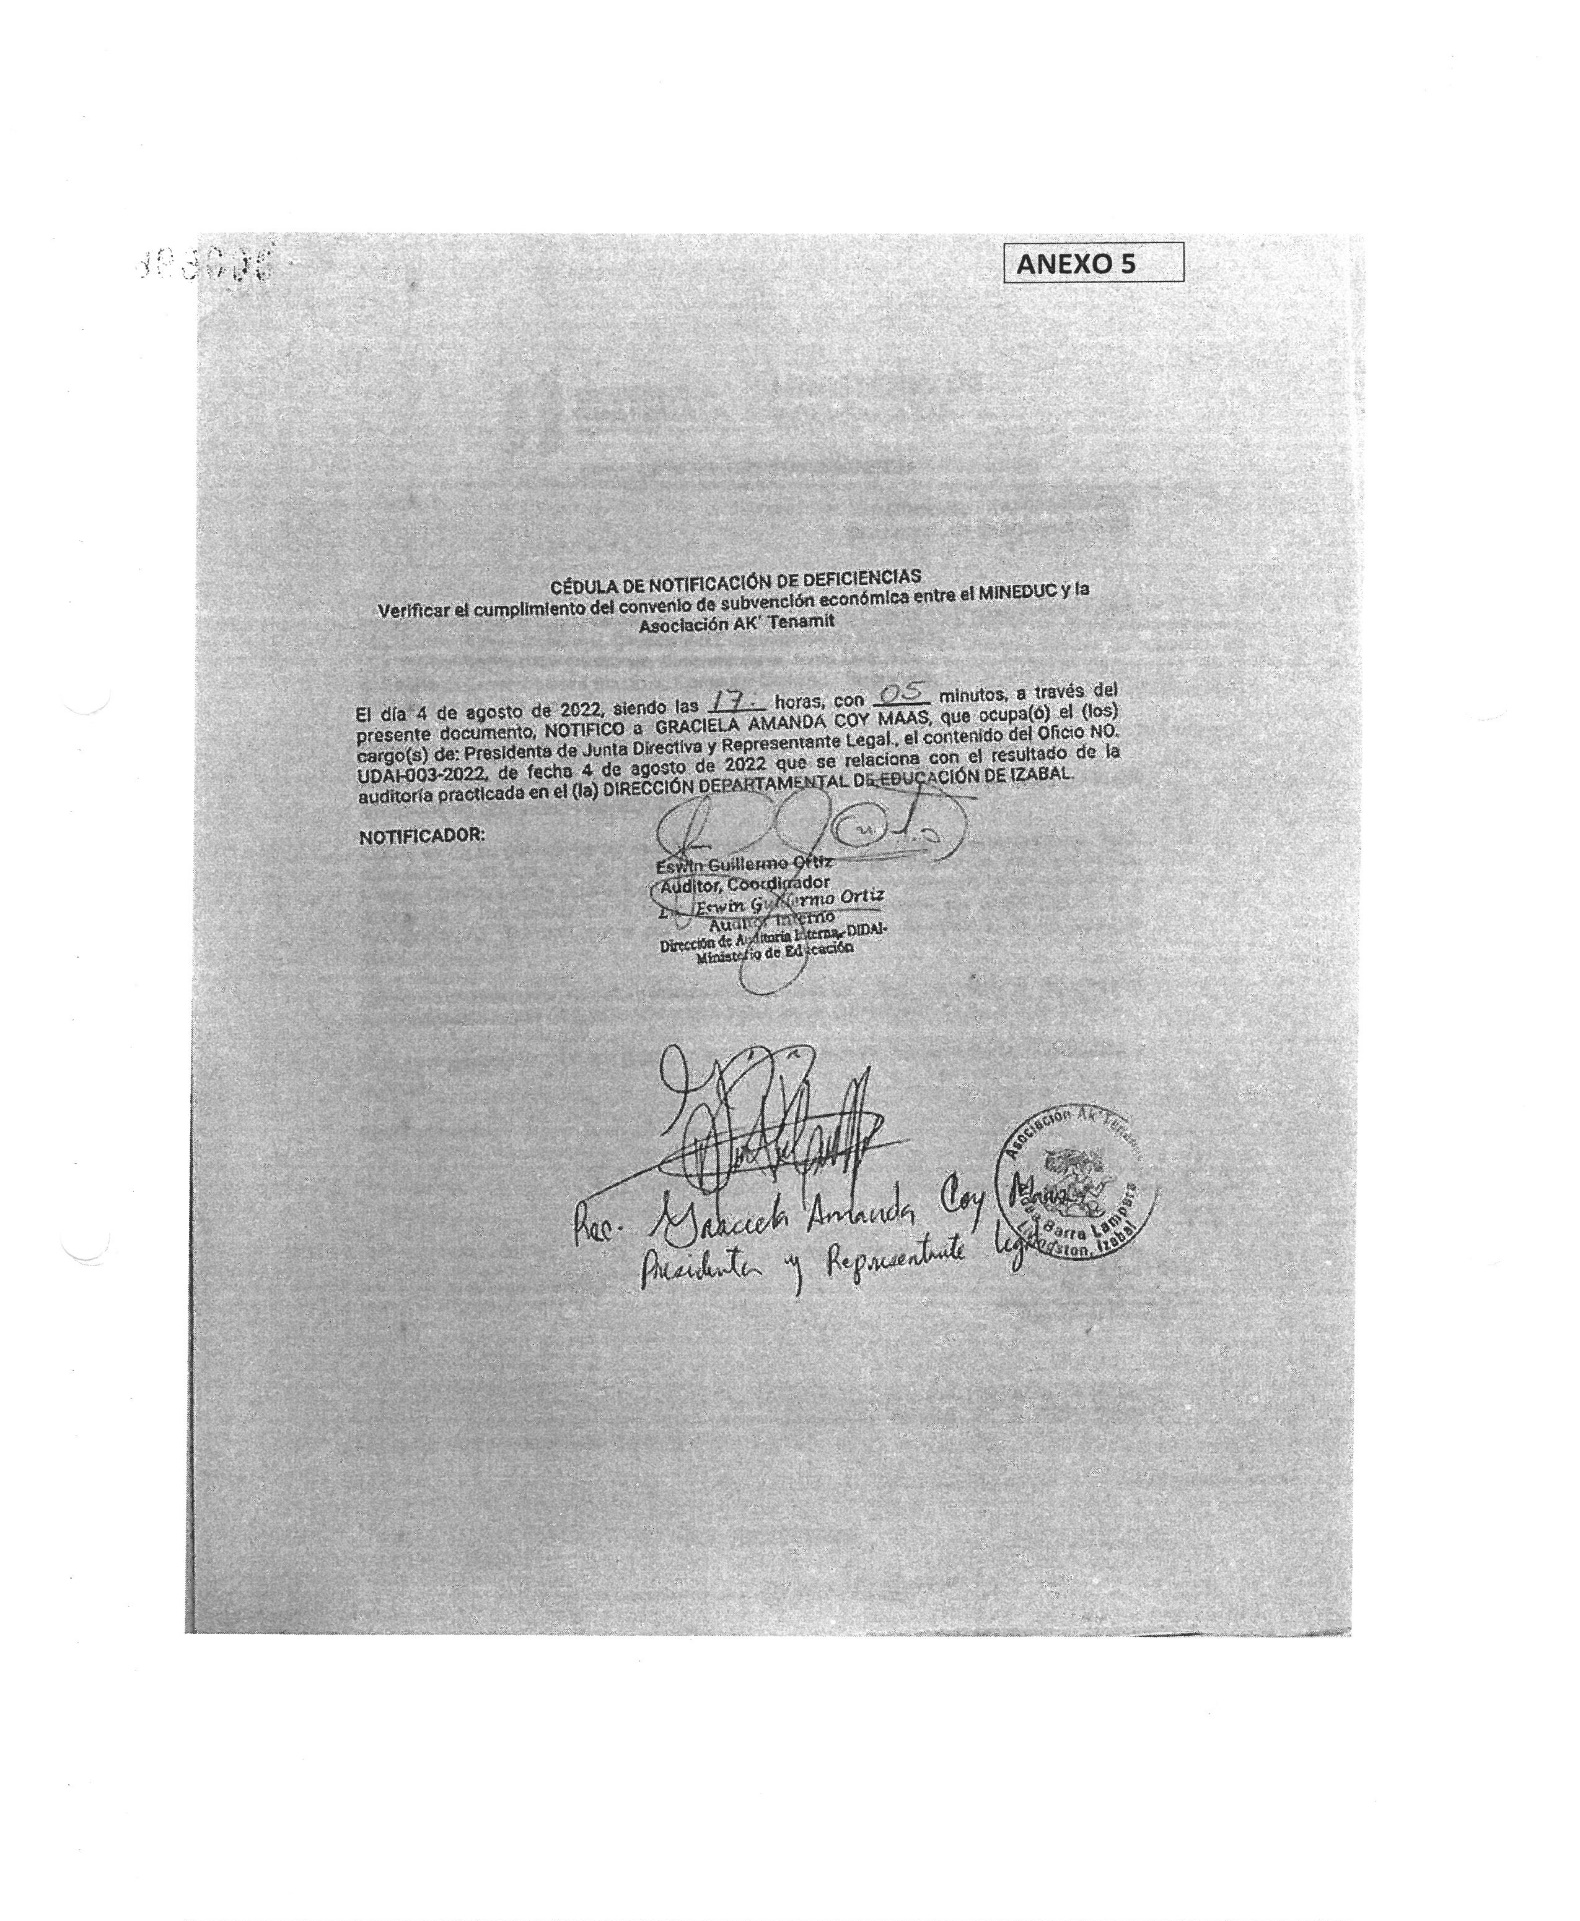 ANEXO 5
CÉDULA DE NOTIFICACIÓN DE DEFICIENCIAS
Verificar el cumplimiento del convenio de subvención económica entre el MINEDUC y la
Asociación AK' Tenamit
El día 4 de agosto de 2022, siendo las 17. horas, con 05 minutos, a través del
presente documento, NOTIFICO a GRACIELA AMANDA COY MAAS, que ocupa(ó) el (los)
cargo(s) de: Presidenta de Junta Directiva y Representante Legal., el contenido del Oficio NO.
UDAI-003-2022, de fecha 4 de agosto de 2022 que se relaciona con el resultado de la
auditoría practicada en el (la) DIRECCIÓN DEPARTAMENTAL DE EDUCACIÓN DE IZABAL.
NOTIFICADOR:
Eswin Guillermo Ortiz
Auditor, Coordinador
Eswin Guillermo Ortiz
Auditor Interno
Dirección de Auditoría Interna -DIDAI-
Ministerio de Educación
Rec. Graciela Amanda Coy Maas
Presidenta y Representante legal
Asociación Ak' Tenamit
Barra Lampara
Livingston, Izabal